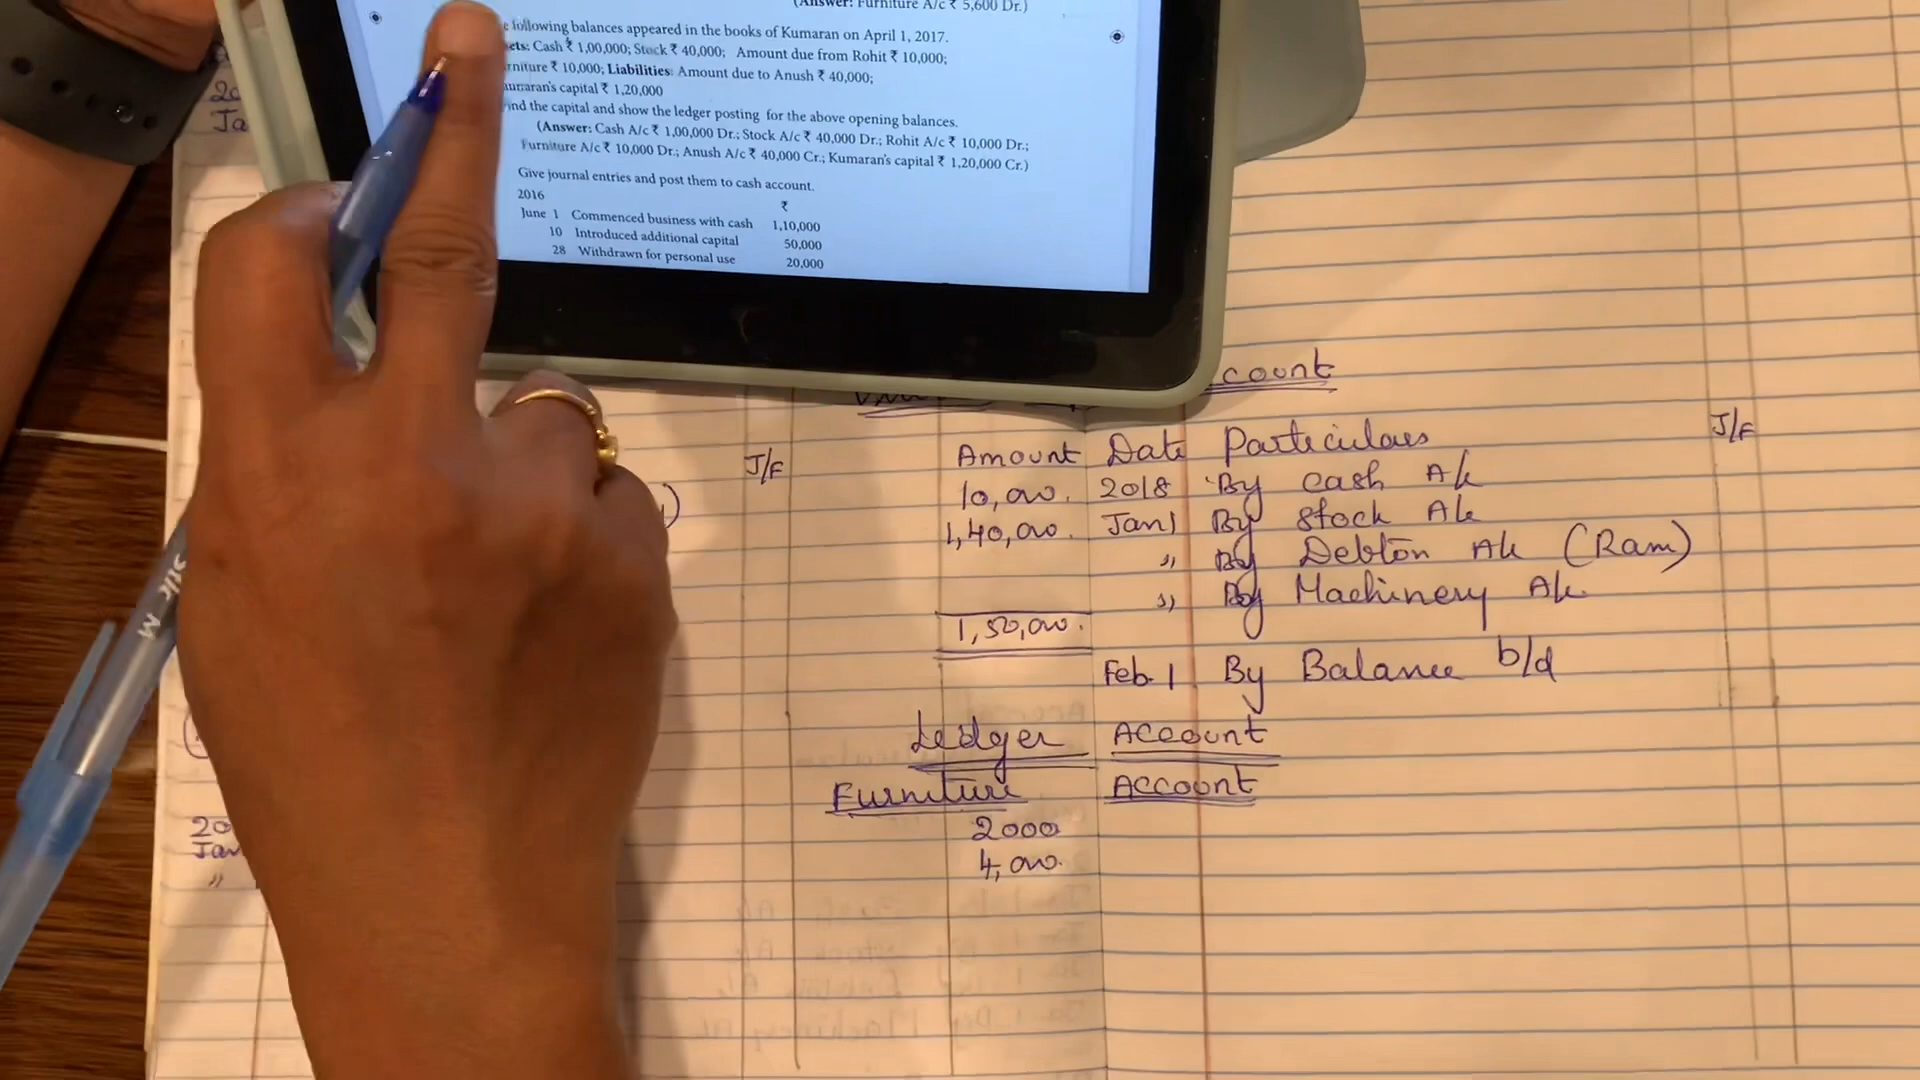 (Answer: Furniture A/c ₹ 5,600 Dr.)
following balances appeared in the books of Kumaran on April 1, 2017.
Cash ₹ 1,00,000; Stock ₹ 40,000; Amount due from Rohit ₹ 10,000;
₹ 10,000; Liabilities: Amount due to Anush ₹ 40,000;
capital ₹ 1,20,000
the capital and show the ledger posting for the above opening balances.
(Answer: Cash A/c ₹ 1,00,000 Dr.; Stock A/c ₹ 40,000 Dr.; Rohit A/c ₹ 10,000 Dr.;
Furniture A/c ₹ 10,000 Dr.; Anush A/c ₹ 40,000 Cr.; Kumaran's capital ₹ 1,20,000 Cr.)
Give journal entries and post them to cash account.
2016 ₹
June 1 Commenced business with cash 1,10,000
10 Introduced additional capital 50,000
28 Withdrawn for personal use 20,000
count
J/F Amount Date Particulars J/F
10,000. 2018 By cash A/c
1,40,000. Jan 1 By Stock A/c
" By Debtor A/c (Ram)
" By Machinery A/c
1,50,000.
Feb. 1 By Balance b/d
Ledger Account
Furniture Account
2000
4,000.
Stic M